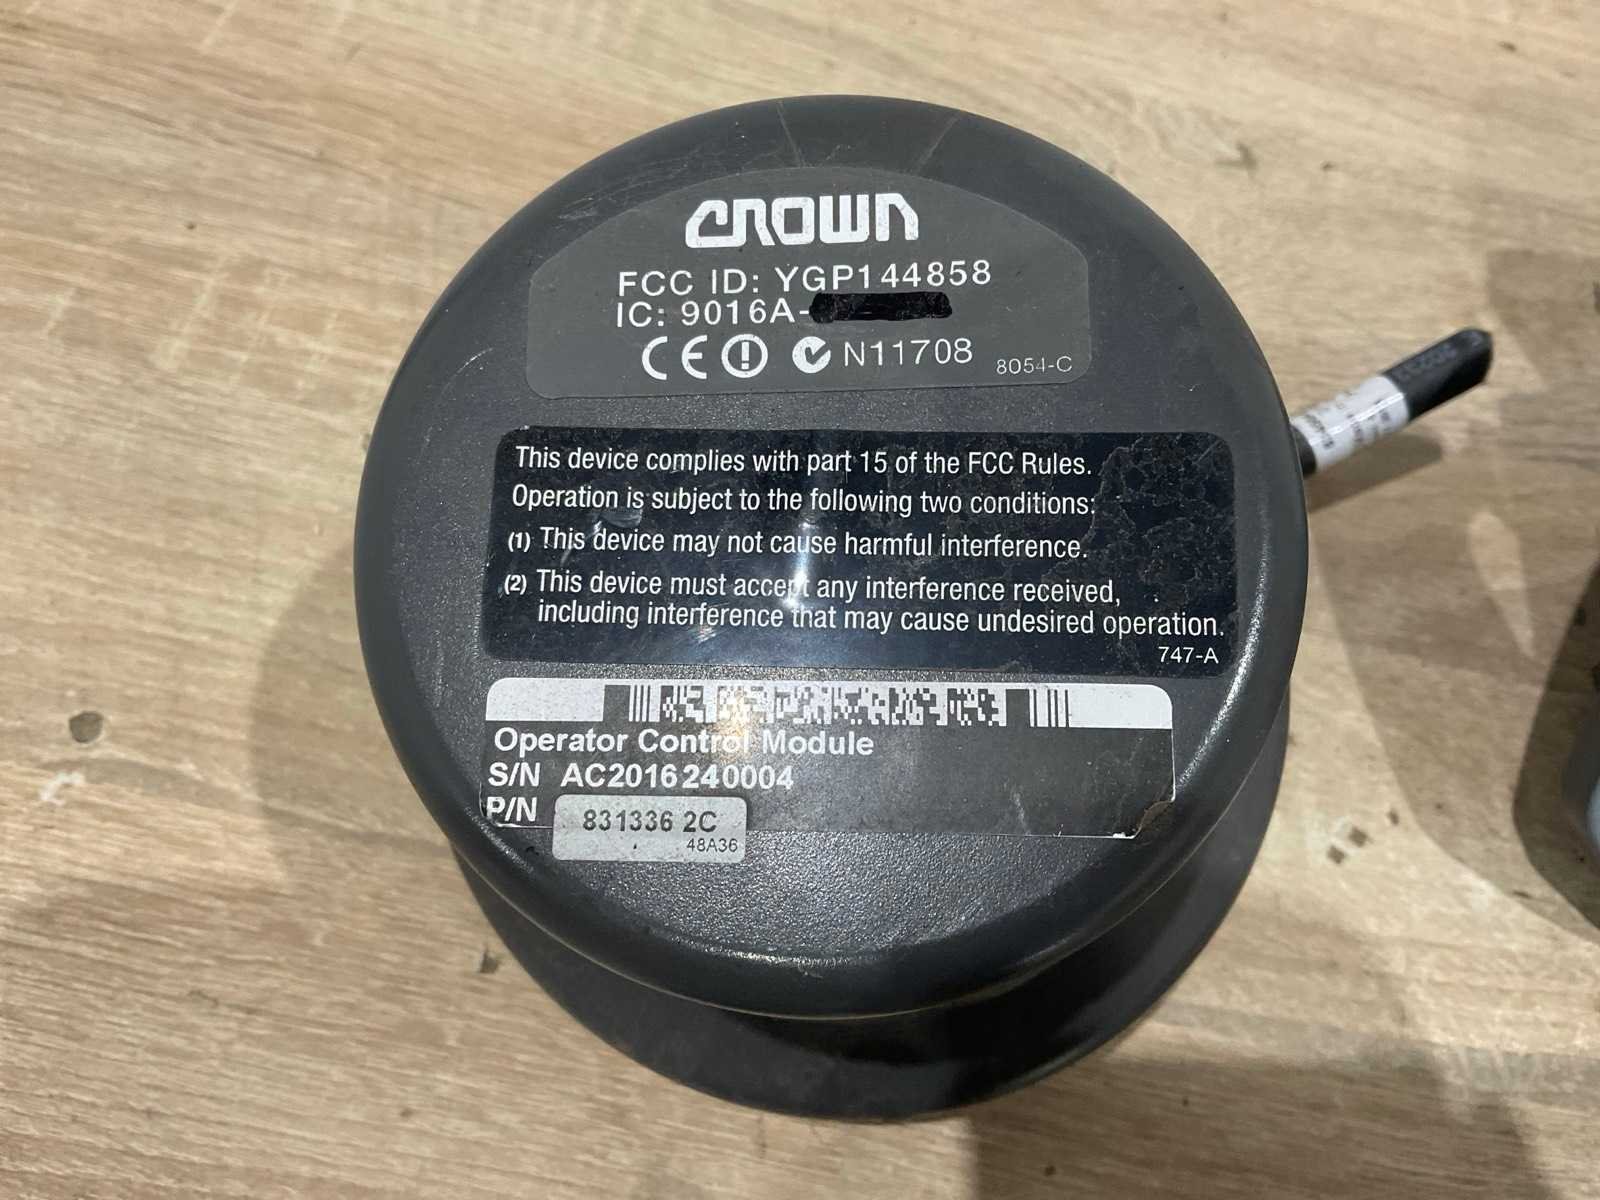 CROWN
FCC ID: YGP144858
IC: 9016A-
CE N11708 8054-C
This device complies with part 15 of the FCC Rules.
Operation is subject to the following two conditions:
(1) This device may not cause harmful interference.
(2) This device must accept any interference received,
including interference that may cause undesired operation.
747-A
Operator Control Module
S/N AC2016240004
P/N 831336 2C
48A36